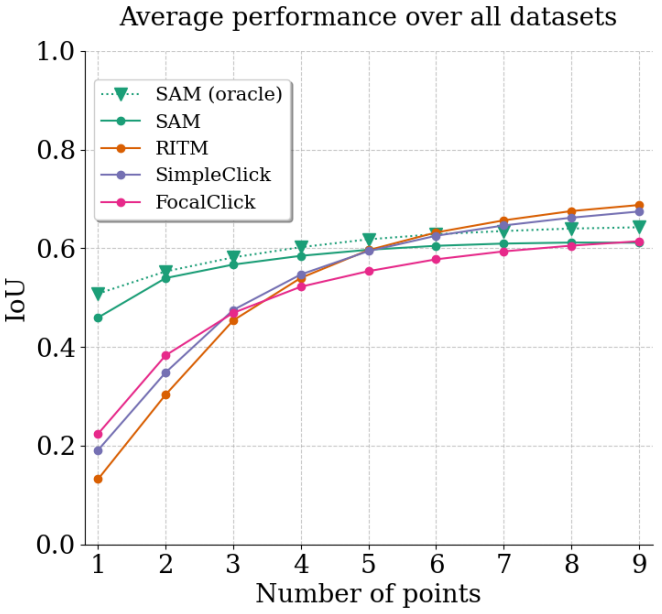 Average performance over all datasets
1.0
SAM (oracle)
SAM
0.8
RITM
SimpleClick
FocalClick
0.6
IoU
0.4
0.2
0.0
1 2 3 4 5 6 7 8 9
Number of points